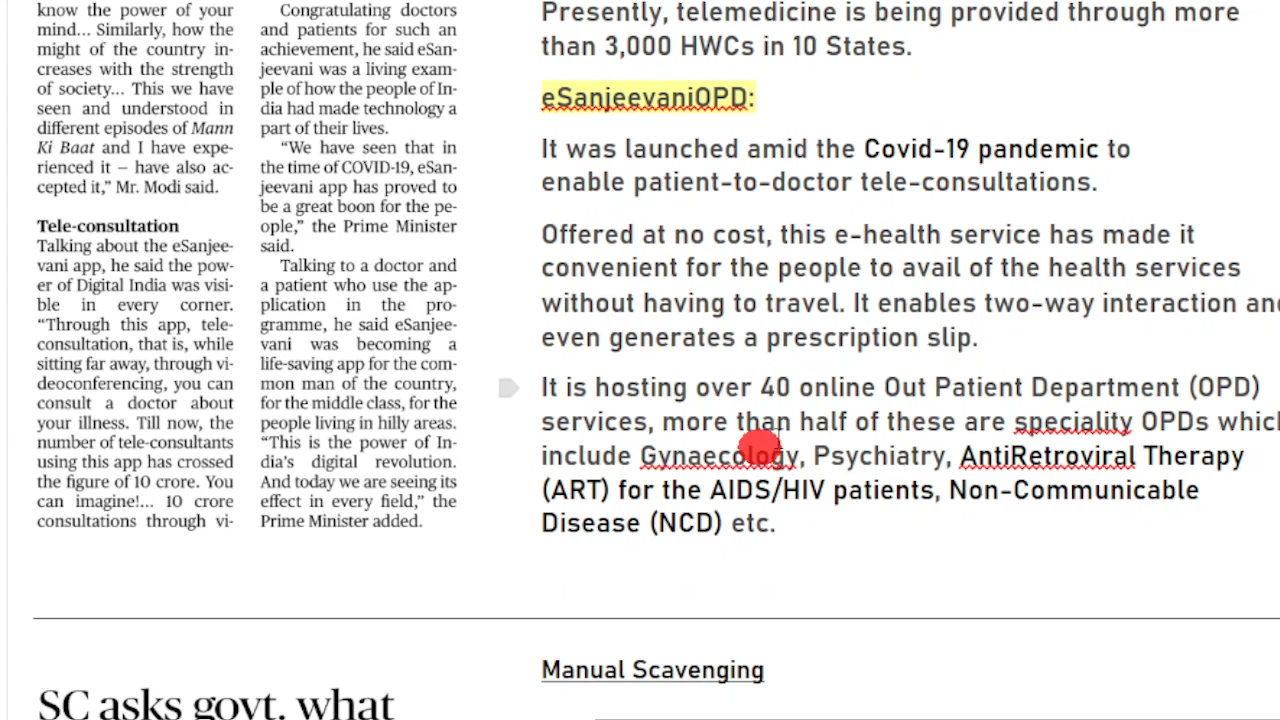 know the power of your
mind... Similarly, how the
might of the country in-
creases with the strength
of society... This we have
seen and understood in
different episodes of Mann
Ki Baat and I have expe-
rienced it – have also ac-
cepted it,” Mr. Modi said.
Tele-consultation
Talking about the eSanjee-
vani app, he said the pow-
er of Digital India was visi-
ble in every corner.
“Through this app, tele-
consultation, that is, while
sitting far away, through vi-
deoconferencing, you can
consult a doctor about
your illness. Till now, the
number of tele-consultants
using this app has crossed
the figure of 10 crore. You
can imagine!... 10 crore
consultations through vi-
Congratulating doctors
and patients for such an
achievement, he said eSan-
jeevani was a living exam-
ple of how the people of In-
dia had made technology a
part of their lives.
“We have seen that in
the time of COVID-19, eSan-
jeevani app has proved to
be a great boon for the pe-
ople,” the Prime Minister
said.
Talking to a doctor and
a patient who use the ap-
plication in the pro-
gramme, he said eSanjee-
vani was becoming a
life-saving app for the com-
mon man of the country,
for the middle class, for the
people living in hilly areas.
“This is the power of In-
dia’s digital revolution.
And today we are seeing its
effect in every field,” the
Prime Minister added.
Presently, telemedicine is being provided through more
than 3,000 HWCs in 10 States.
eSanjeevaniOPD:
It was launched amid the Covid-19 pandemic to
enable patient-to-doctor tele-consultations.
Offered at no cost, this e-health service has made it
convenient for the people to avail of the health services
without having to travel. It enables two-way interaction and
even generates a prescription slip.
It is hosting over 40 online Out Patient Department (OPD)
services, more than half of these are speciality OPDs which
include Gynaecology, Psychiatry, AntiRetroviral Therapy
(ART) for the AIDS/HIV patients, Non-Communicable
Disease (NCD) etc.
Manual Scavenging
SC asks govt. what